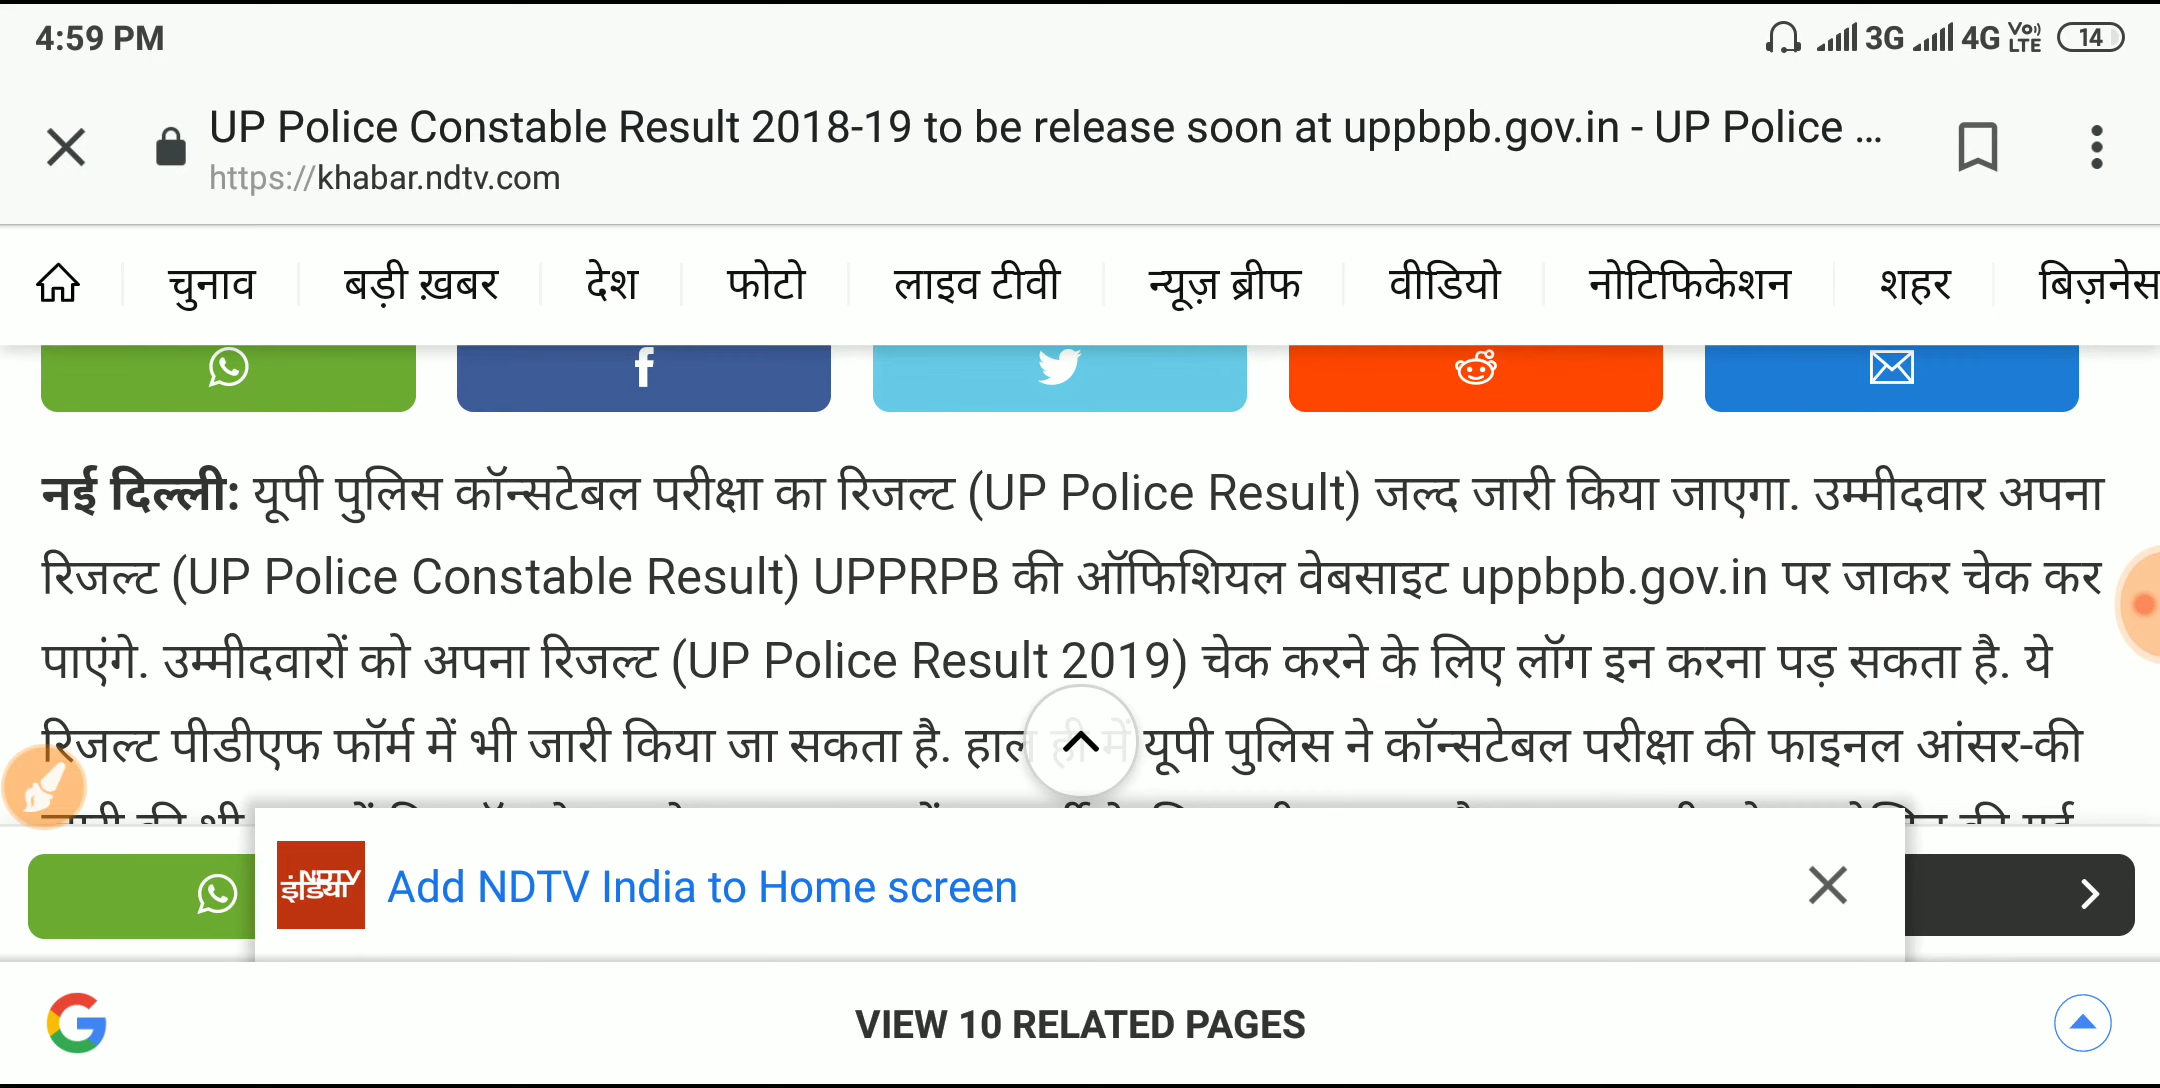 4:59 PM
3G 4G VoLTE 14
UP Police Constable Result 2018-19 to be release soon at uppbpb.gov.in - UP Police ...
https://khabar.ndtv.com
चुनाव बड़ी ख़बर देश फोटो लाइव टीवी न्यूज़ ब्रीफ वीडियो नोटिफिकेशन शहर बिज़नेस
f
नई दिल्ली: यूपी पुलिस कॉन्सटेबल परीक्षा का रिजल्ट (UP Police Result) जल्द जारी किया जाएगा. उम्मीदवार अपना
रिजल्ट (UP Police Constable Result) UPPRPB की ऑफिशियल वेबसाइट uppbpb.gov.in पर जाकर चेक कर
पाएंगे. उम्मीदवारों को अपना रिजल्ट (UP Police Result 2019) चेक करने के लिए लॉग इन करना पड़ सकता है. ये
रिजल्ट पीडीएफ फॉर्म में भी जारी किया जा सकता है. हाल ही में यूपी पुलिस ने कॉन्सटेबल परीक्षा की फाइनल आंसर-की
NDTV इंडिया Add NDTV India to Home screen
VIEW 10 RELATED PAGES